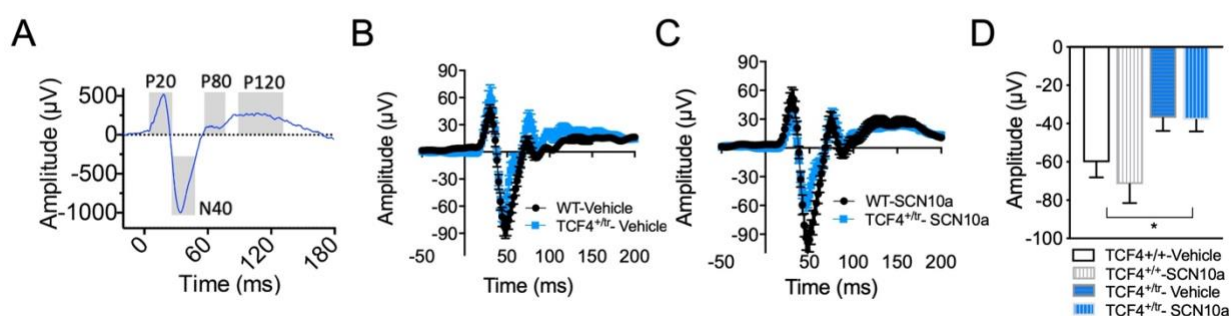 A
P20
P80
P120
Amplitude (µV)
500
0
-500
-1000
N40
0
60
120
180
Time (ms)
B
Amplitude (µV)
90
60
30
-30
-60
-90
-50
50
100
150
200
WT-Vehicle
TCF4+/tr- Vehicle
Time (ms)
C
Amplitude (µV)
90
60
30
-30
-60
-90
-50
50
100
150
200
WT-SCN10a
TCF4+/tr- SCN10a
Time (ms)
D
Amplitude (µV)
0
-20
-40
-60
-80
-100
*
TCF4+/+-Vehicle
TCF4+/+-SCN10a
TCF4+/tr- Vehicle
TCF4+/tr- SCN10a